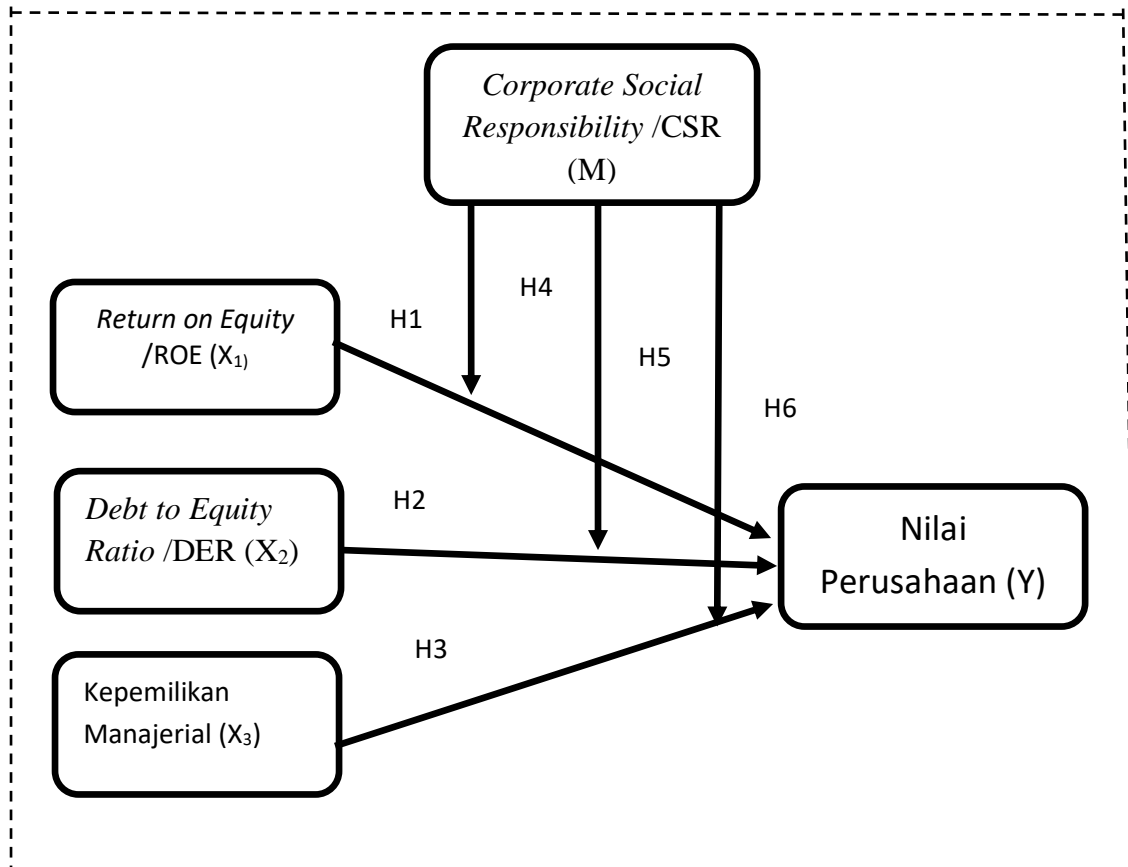 Corporate Social
Responsibility /CSR
(M)
H4
H1
Return on Equity
/ROE (X1)
H5
H6
H2
Debt to Equity
Ratio /DER (X2)
Nilai
Perusahaan (Y)
H3
Kepemilikan
Manajerial (X3)